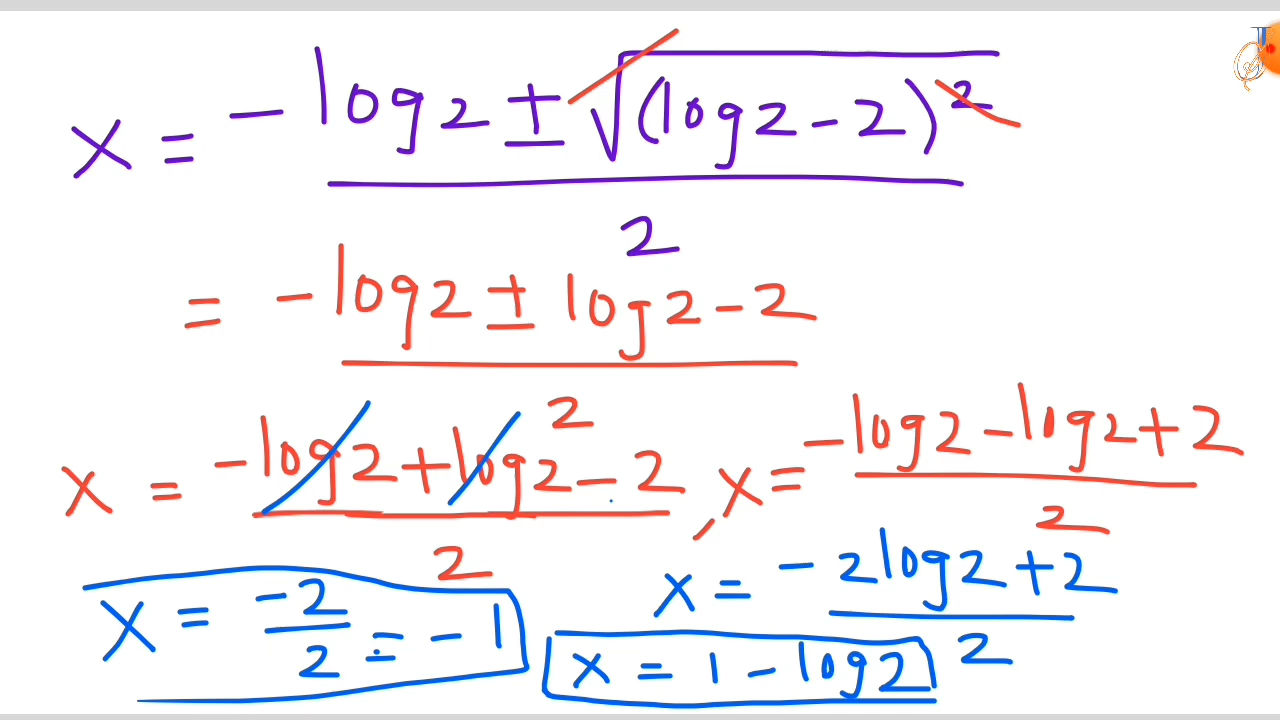 x = -log2 ± √(log2 - 2)²
2
= -log2 ± log2 - 2
2
x = -log2 + log2 - 2
2
, x = -log2 - log2 + 2
2
x = -2
2
= -1
x = -2log2 + 2
2
x = 1 - log2